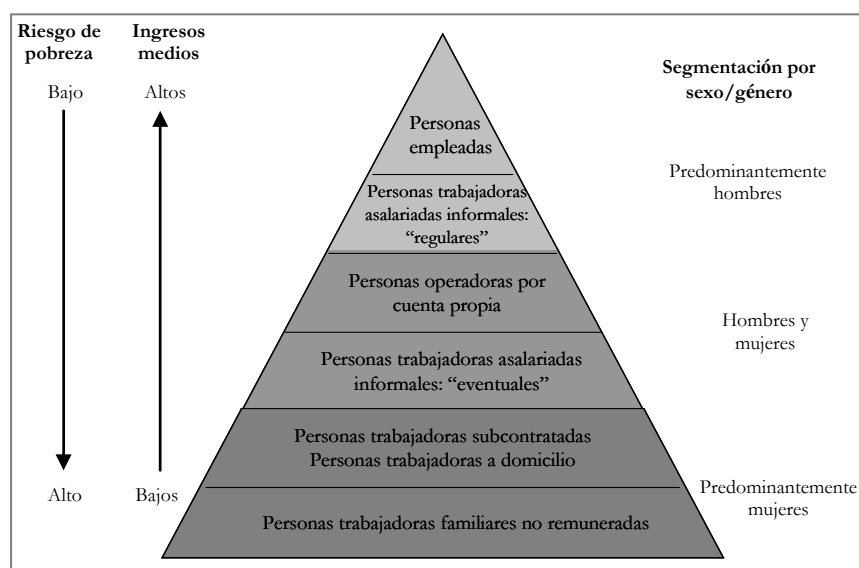 Riesgo de
pobreza
Bajo
Alto
Ingresos
medios
Altos
Bajos
Personas
empleadas
Personas trabajadoras
asalariadas informales:
“regulares”
Personas operadoras por
cuenta propia
Personas trabajadoras asalariadas
informales: “eventuales”
Personas trabajadoras subcontratadas
Personas trabajadoras a domicilio
Personas trabajadoras familiares no remuneradas
Segmentación por
sexo/género
Predominantemente
hombres
Hombres y
mujeres
Predominantemente
mujeres